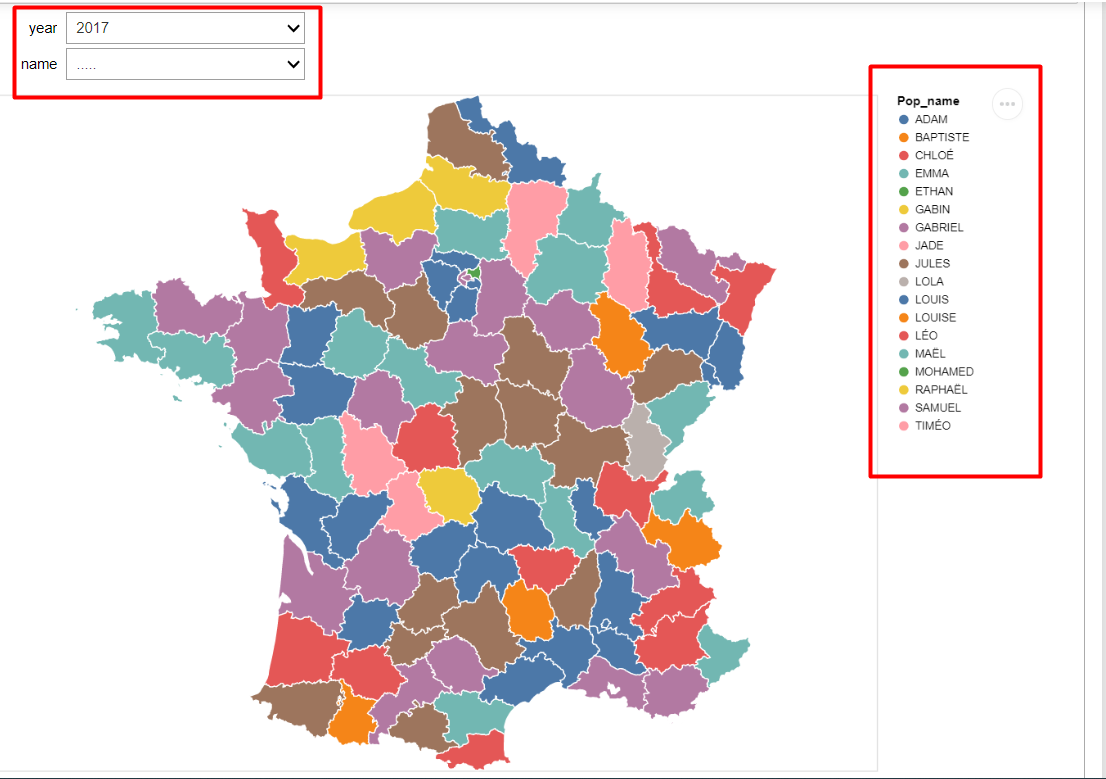 year 2017
name .....
Pop_name
ADAM
BAPTISTE
CHLOÉ
EMMA
ETHAN
GABIN
GABRIEL
JADE
JULES
LOLA
LOUIS
LOUISE
LÉO
MAËL
MOHAMED
RAPHAËL
SAMUEL
TIMÉO